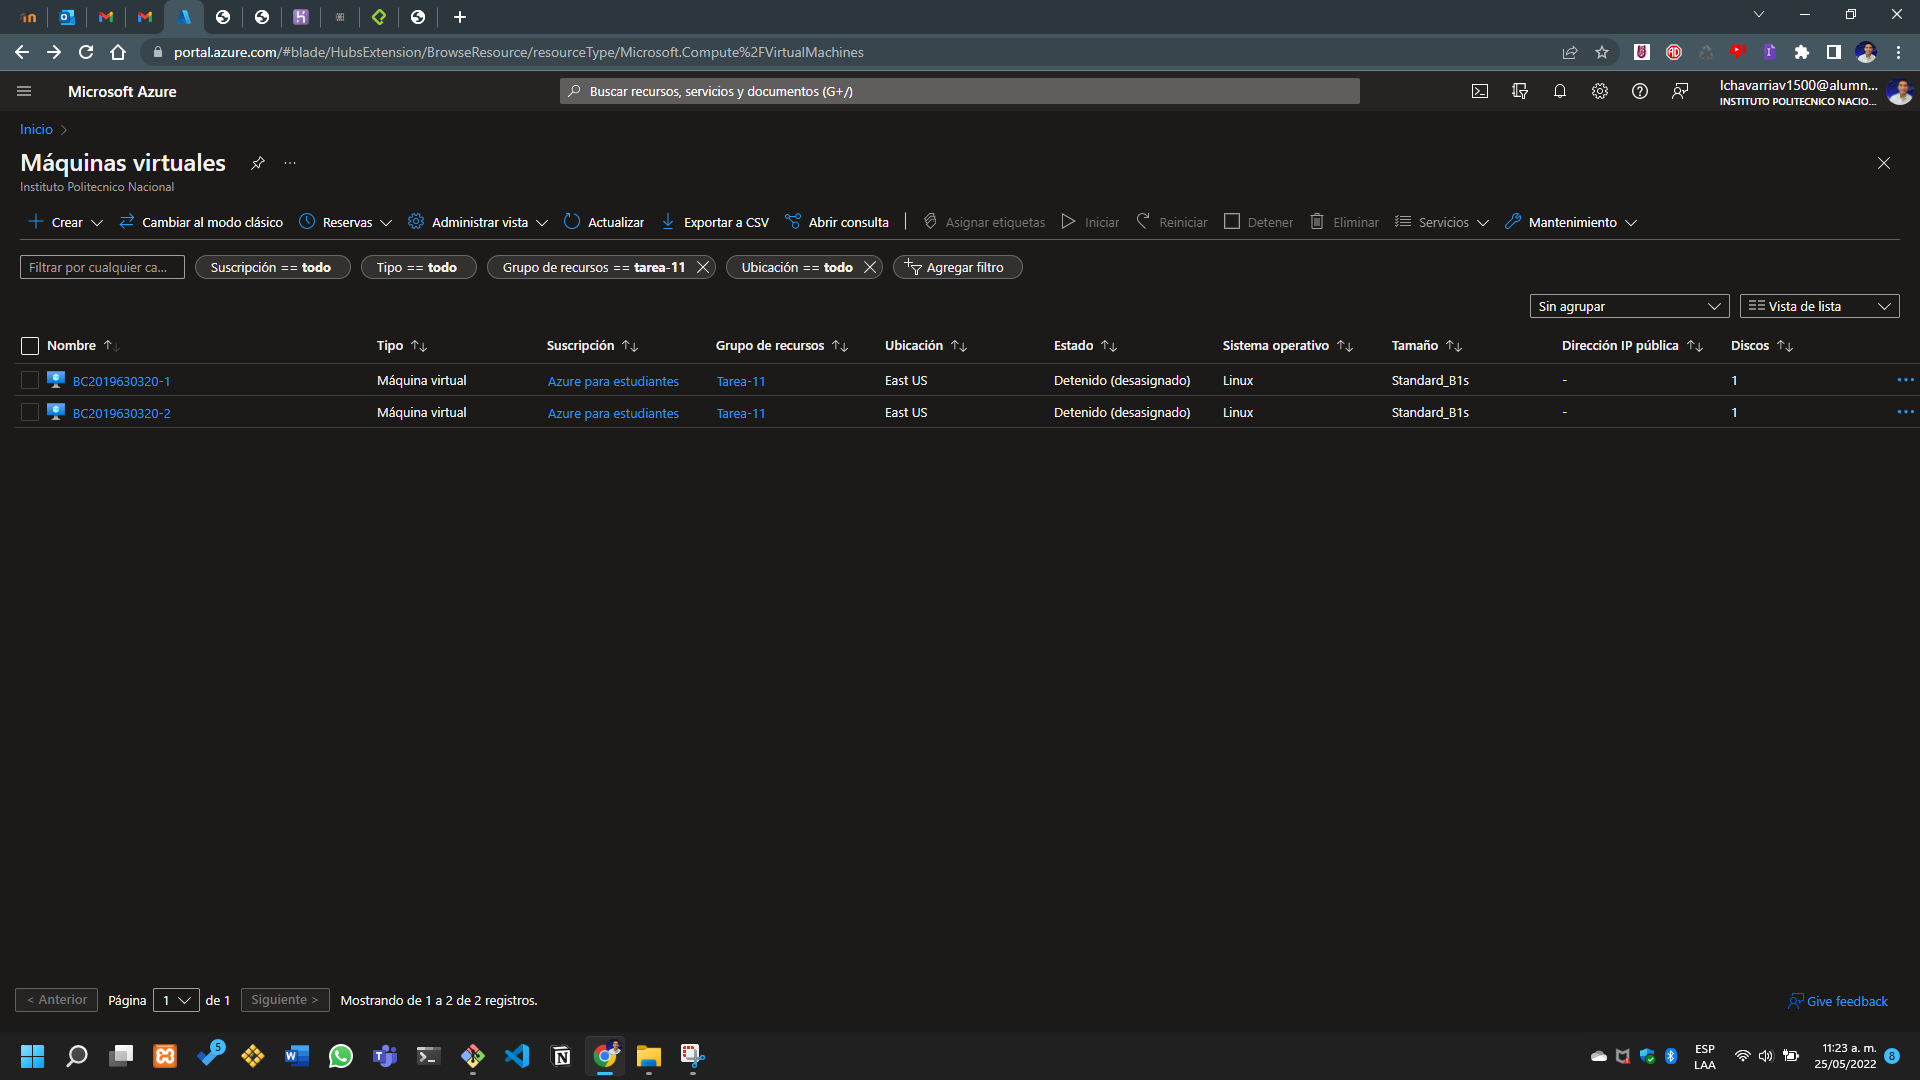 portal.azure.com/#blade/HubsExtension/BrowseResource/resourceType/Microsoft.Compute%2FVirtualMachines
Microsoft Azure
Buscar recursos, servicios y documentos (G+/)
lchavarriav1500@alumn...
INSTITUTO POLITECNICO NACIO...
Inicio
Máquinas virtuales
Instituto Politecnico Nacional
Crear Cambiar al modo clásico Reservas Administrar vista Actualizar Exportar a CSV Abrir consulta Asignar etiquetas Iniciar Reiniciar Detener Eliminar Servicios Mantenimiento
Filtrar por cualquier ca... Suscripción == todo Tipo == todo Grupo de recursos == tarea-11 Ubicación == todo Agregar filtro
Sin agrupar Vista de lista
Nombre Tipo Suscripción Grupo de recursos Ubicación Estado Sistema operativo Tamaño Dirección IP pública Discos
BC2019630320-1 Máquina virtual Azure para estudiantes Tarea-11 East US Detenido (desasignado) Linux Standard_B1s - 1
BC2019630320-2 Máquina virtual Azure para estudiantes Tarea-11 East US Detenido (desasignado) Linux Standard_B1s - 1
< Anterior Página 1 de 1 Siguiente > Mostrando de 1 a 2 de 2 registros. Give feedback
5
ESP
LAA
11:23 a. m.
25/05/2022
8